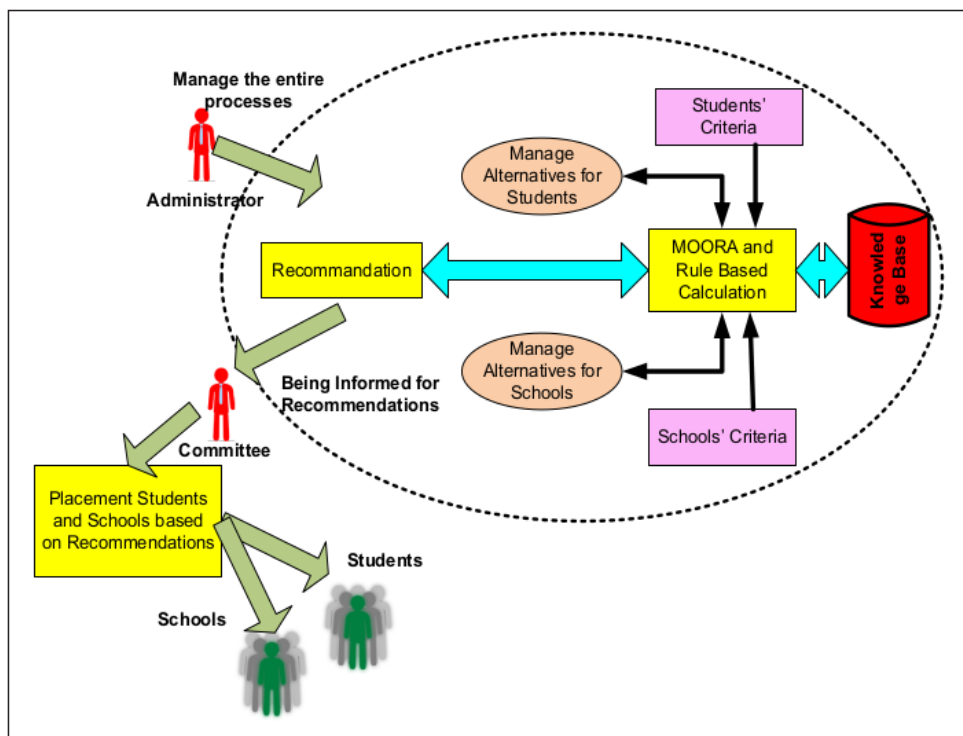 Manage the entire
processes
Administrator
Students'
Criteria
Manage
Alternatives for
Students
Recommandation
MOORA and
Rule Based
Calculation
Knowled
ge Base
Manage
Alternatives for
Schools
Being Informed for
Recommendations
Committee
Schools' Criteria
Placement Students
and Schools based
on Recommendations
Students
Schools